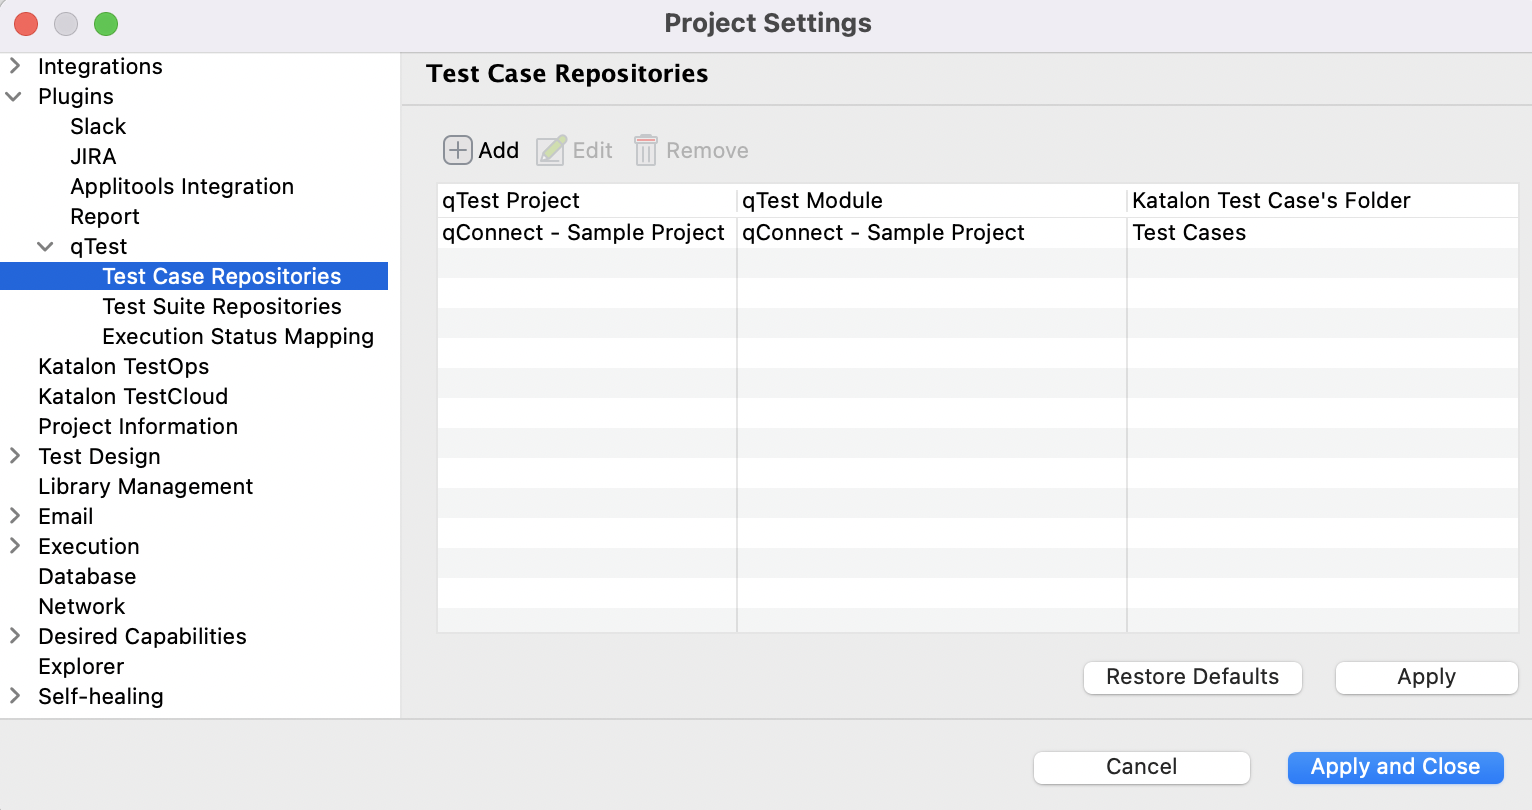 Project Settings
Integrations
Plugins
Slack
JIRA
Applitools Integration
Report
qTest
Test Case Repositories
Test Suite Repositories
Execution Status Mapping
Katalon TestOps
Katalon TestCloud
Project Information
Test Design
Library Management
Email
Execution
Database
Network
Desired Capabilities
Explorer
Self-healing
Test Case Repositories
Add Edit Remove
qTest Project qTest Module Katalon Test Case's Folder
qConnect - Sample Project qConnect - Sample Project Test Cases
Restore Defaults Apply
Cancel Apply and Close